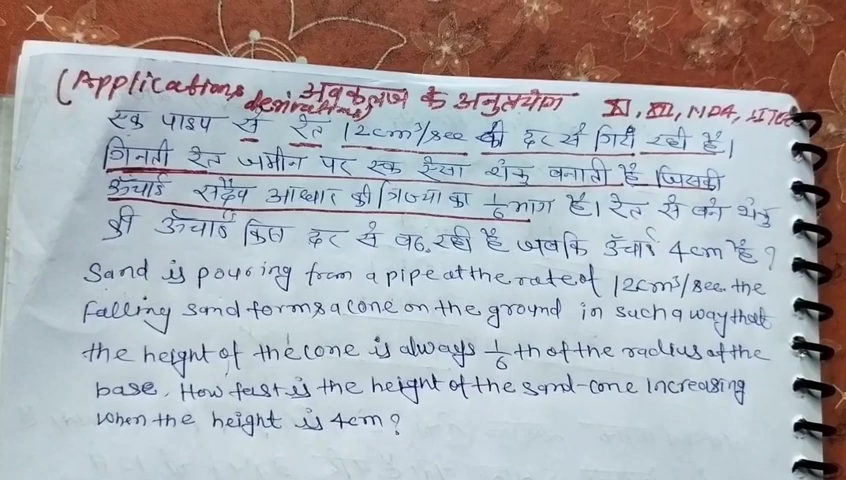 (Applications अवकलज के अनुप्रयोग XI, XII, NDA, IIT
derivatives)
एक पाइप से रेत 12cm³/sec की दर से गिर रही है।
गिरती रेत जमीन पर एक ऐसा शंकु बनाती है जिसकी
ऊँचाई सदैव आधार की त्रिज्या का 1/6 भाग है। रेत से बने शंकु
की ऊँचाई किस दर से बढ़ रही है जबकि ऊँचाई 4cm है?
Sand is pouring from a pipe at the rate of 12cm³/sec. the
falling sand forms a cone on the ground in such a way that
the height of the cone is always 1/6 th of the radius of the
base. How fast is the height of the sand-cone increasing
when the height is 4cm?